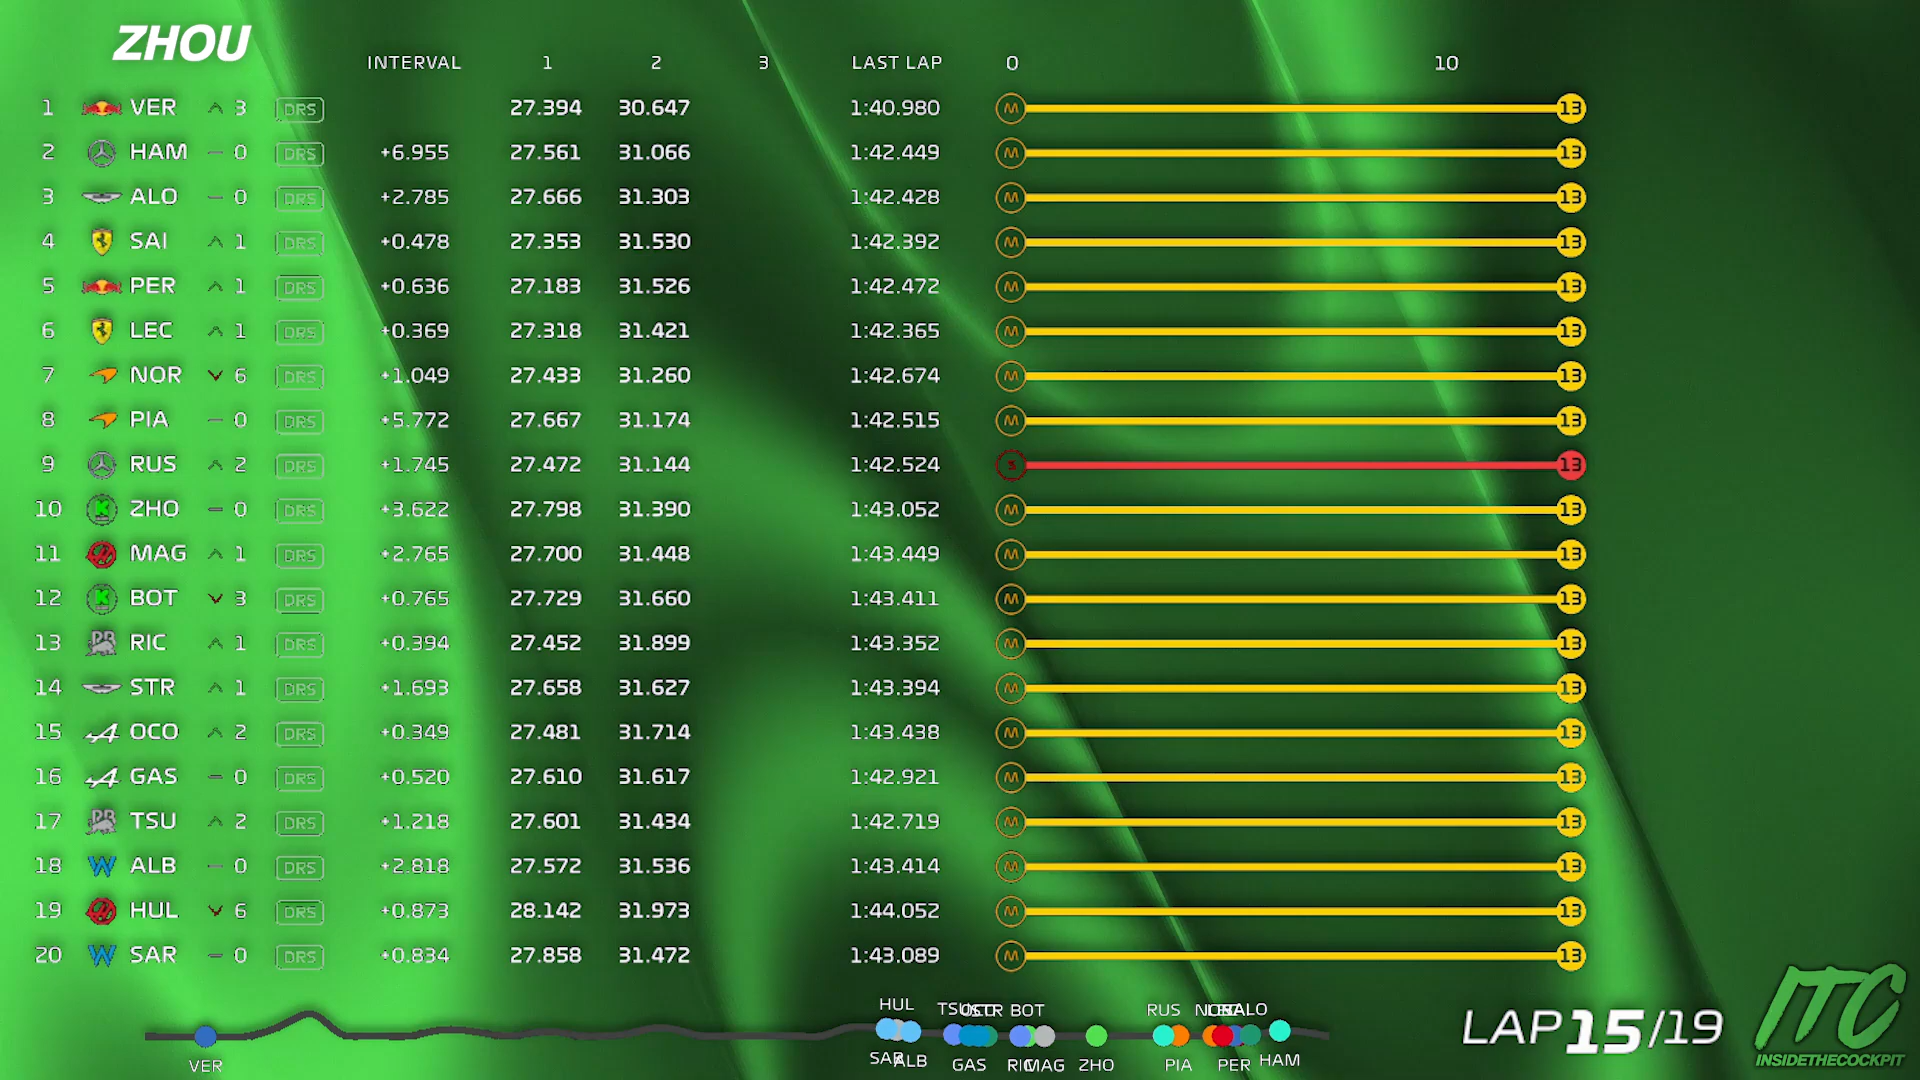 ZHOU
INTERVAL 1 2 3 LAST LAP 0 10
1 VER 3 DRS 27.394 30.647 1:40.980 M 13
2 HAM 0 DRS +6.955 27.561 31.066 1:42.449 M 13
3 ALO 0 DRS +2.785 27.666 31.303 1:42.428 M 13
4 SAI 1 DRS +0.478 27.353 31.530 1:42.392 M 13
5 PER 1 DRS +0.636 27.183 31.526 1:42.472 M 13
6 LEC 1 DRS +0.369 27.318 31.421 1:42.365 M 13
7 NOR 6 DRS +1.049 27.433 31.260 1:42.674 M 13
8 PIA 0 DRS +5.772 27.667 31.174 1:42.515 M 13
9 RUS 2 DRS +1.745 27.472 31.144 1:42.524 S 13
10 ZHO 0 DRS +3.622 27.798 31.390 1:43.052 M 13
11 MAG 1 DRS +2.765 27.700 31.448 1:43.449 M 13
12 BOT 3 DRS +0.765 27.729 31.660 1:43.411 M 13
13 RIC 1 DRS +0.394 27.452 31.899 1:43.352 M 13
14 STR 1 DRS +1.693 27.658 31.627 1:43.394 M 13
15 OCO 2 DRS +0.349 27.481 31.714 1:43.438 M 13
16 GAS 0 DRS +0.520 27.610 31.617 1:42.921 M 13
17 TSU 2 DRS +1.218 27.601 31.434 1:42.719 M 13
18 ALB 0 DRS +2.818 27.572 31.536 1:43.414 M 13
19 HUL 6 DRS +0.873 28.142 31.973 1:44.052 M 13
20 SAR 0 DRS +0.834 27.858 31.472 1:43.089 M 13
HUL BOT RUS ALO
VER SAR ALB GAS RIC MAG ZHO PIA PER HAM
LAP 15/19
ITC
INSIDETHECOCKPIT